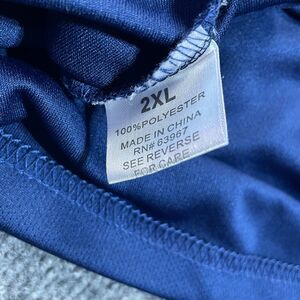 2XL
100%POLYESTER
MADE IN CHINA
RN# 63967
SEE REVERSE
FOR CARE